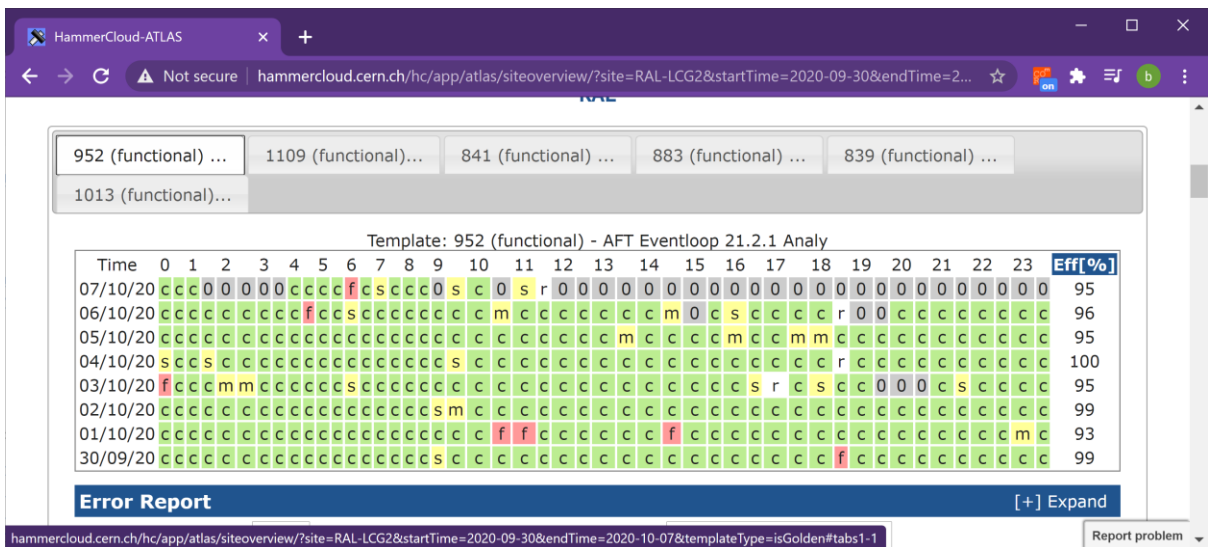 HammerCloud-ATLAS
Not secure | hammercloud.cern.ch/hc/app/atlas/siteoverview/?site=RAL-LCG2&startTime=2020-09-30&endTime=2...
on
b
RAL
952 (functional) ... 1109 (functional)... 841 (functional) ... 883 (functional) ... 839 (functional) ...
1013 (functional)...
Template: 952 (functional) - AFT Eventloop 21.2.1 Analy
Time 0 1 2 3 4 5 6 7 8 9 10 11 12 13 14 15 16 17 18 19 20 21 22 23 Eff[%]
07/10/20 c c c 0 0 0 0 0 c c c c f c s c c c 0 s c 0 s r 0 0 0 0 0 0 0 0 0 0 0 0 0 0 0 0 0 0 0 0 0 0 0 0 95
06/10/20 c c c c c c c c c f c c s c c c c c c c c m c c c c c c c m 0 c s c c c c r 0 0 c c c c c c c c 96
05/10/20 c c c c c c c c c c c c c c c c c c c c c c c c c c c m c c c c m c c m m c c c c c c c c c c c 95
04/10/20 s c c s c c c c c c c c c c c c c c c s c c c c c c c c c c c c c c c c c r c c c c c c c c c c 100
03/10/20 f c c c m m c c c c c c s c c c c c c c c c c c c c c c c c c c c s r c s c c 0 0 0 c s c c c c 95
02/10/20 c c c c c c c c c c c c c c c c c c s m c c c c c c c c c c c c c c c c c c c c c c c c c c c c 99
01/10/20 c c c c c c c c c c c c c c c c c c c c c f f c c c c c c f c c c c c c c c c c c c c c c c m c 93
30/09/20 c c c c c c c c c c c c c c c c c c s c c c c c c c c c c c c c c c c c c f c c c c c c c c c c 99
Error Report [+] Expand
hammercloud.cern.ch/hc/app/atlas/siteoverview/?site=RAL-LCG2&startTime=2020-09-30&endTime=2020-10-07&templateType=isGolden#tabs1-1
Report problem